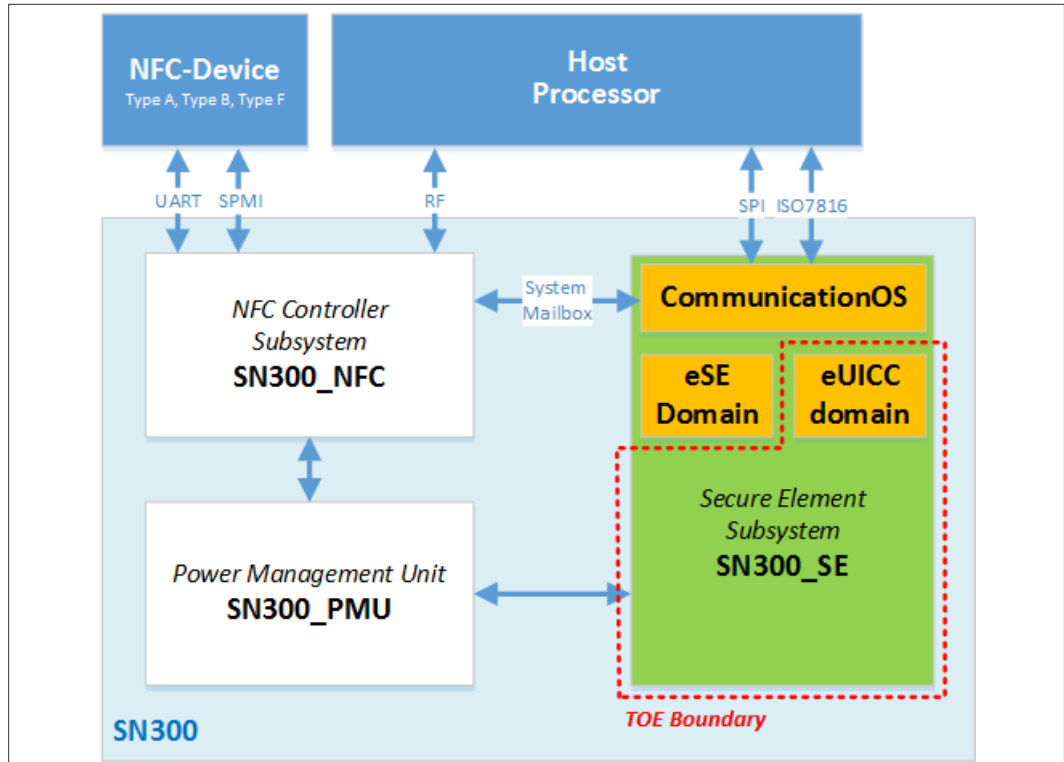 NFC-Device
Type A, Type B, Type F
Host
Processor
UART
SPMI
RF
SPI
ISO7816
NFC Controller
Subsystem
SN300_NFC
System
Mailbox
CommunicationOS
eSE
Domain
eUICC
domain
Secure Element
Subsystem
SN300_SE
Power Management Unit
SN300_PMU
TOE Boundary
SN300